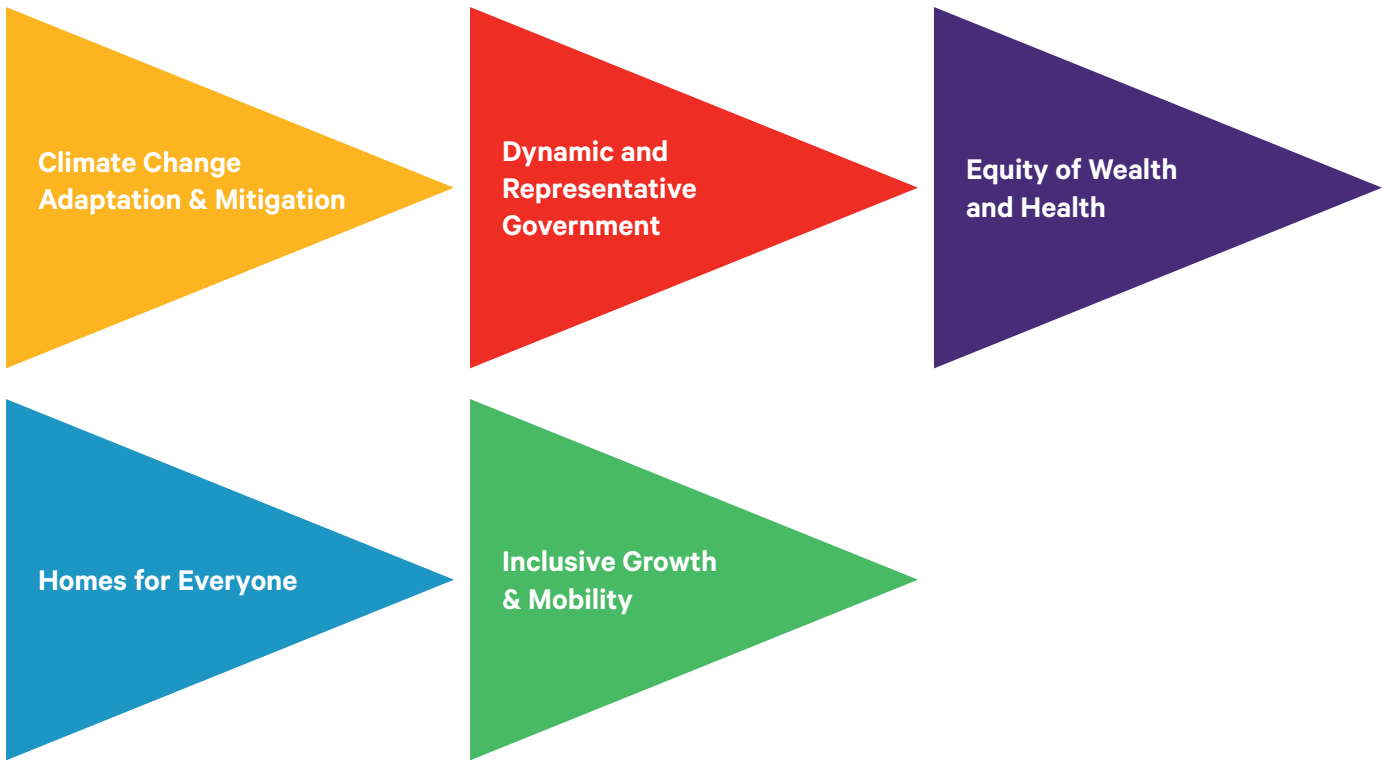 Climate Change
Adaptation & Mitigation
Dynamic and
Representative
Government
Equity of Wealth
and Health
Homes for Everyone
Inclusive Growth
& Mobility